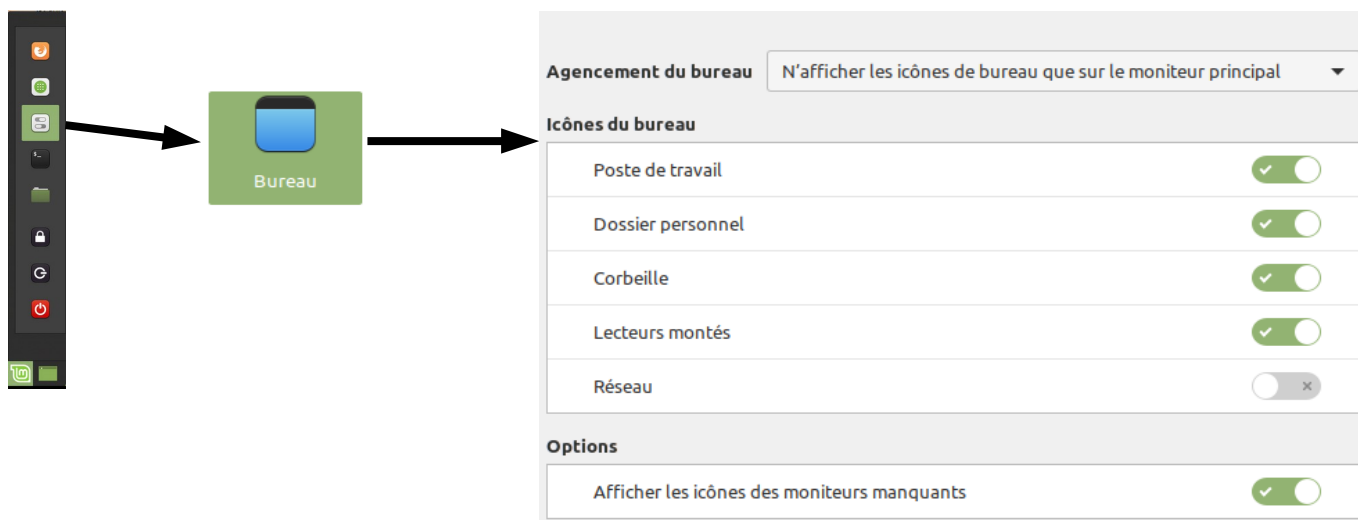 Bureau
Agencement du bureau N'afficher les icônes de bureau que sur le moniteur principal
Icônes du bureau
Poste de travail
Dossier personnel
Corbeille
Lecteurs montés
Réseau
Options
Afficher les icônes des moniteurs manquants